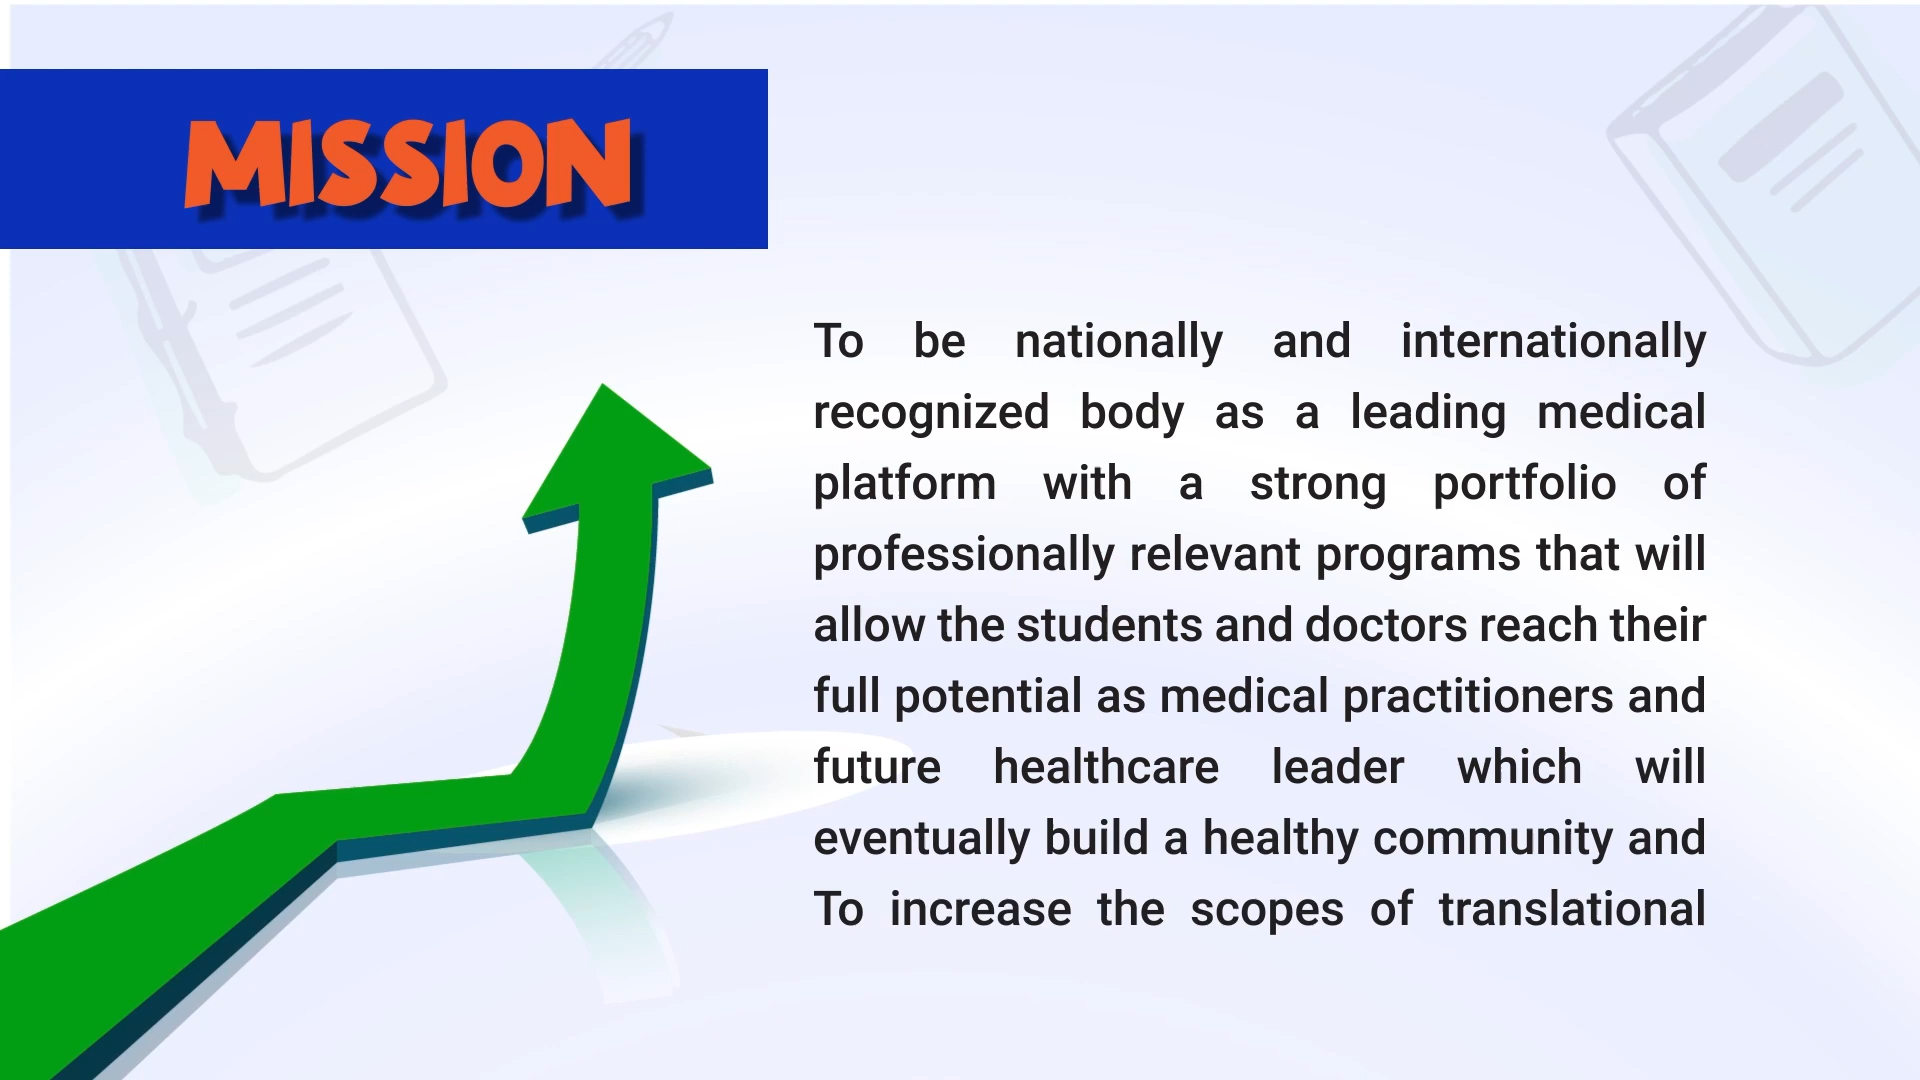 MISSION
To be nationally and internationally
recognized body as a leading medical
platform with a strong portfolio of
professionally relevant programs that will
allow the students and doctors reach their
full potential as medical practitioners and
future healthcare leader which will
eventually build a healthy community and
To increase the scopes of translational